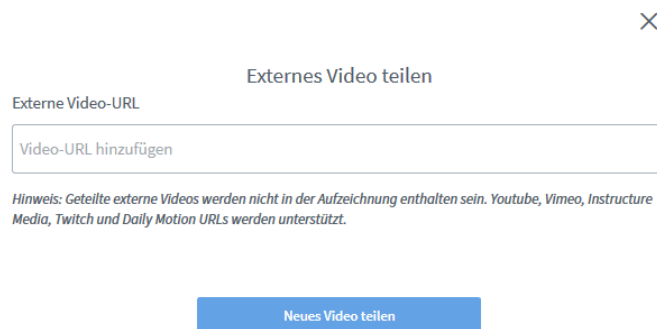 Externes Video teilen
Externe Video-URL
Video-URL hinzufügen
Hinweis: Geteilte externe Videos werden nicht in der Aufzeichnung enthalten sein. Youtube, Vimeo, Instructure
Media, Twitch und Daily Motion URLs werden unterstützt.
Neues Video teilen